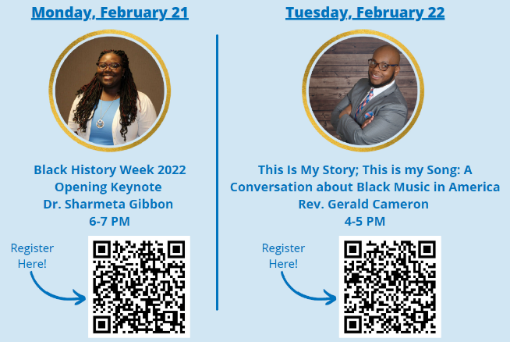 Monday, February 21
Black History Week 2022
Opening Keynote
Dr. Sharmeta Gibbon
6-7 PM
Register
Here!
Tuesday, February 22
This Is My Story; This is my Song: A
Conversation about Black Music in America
Rev. Gerald Cameron
4-5 PM
Register
Here!